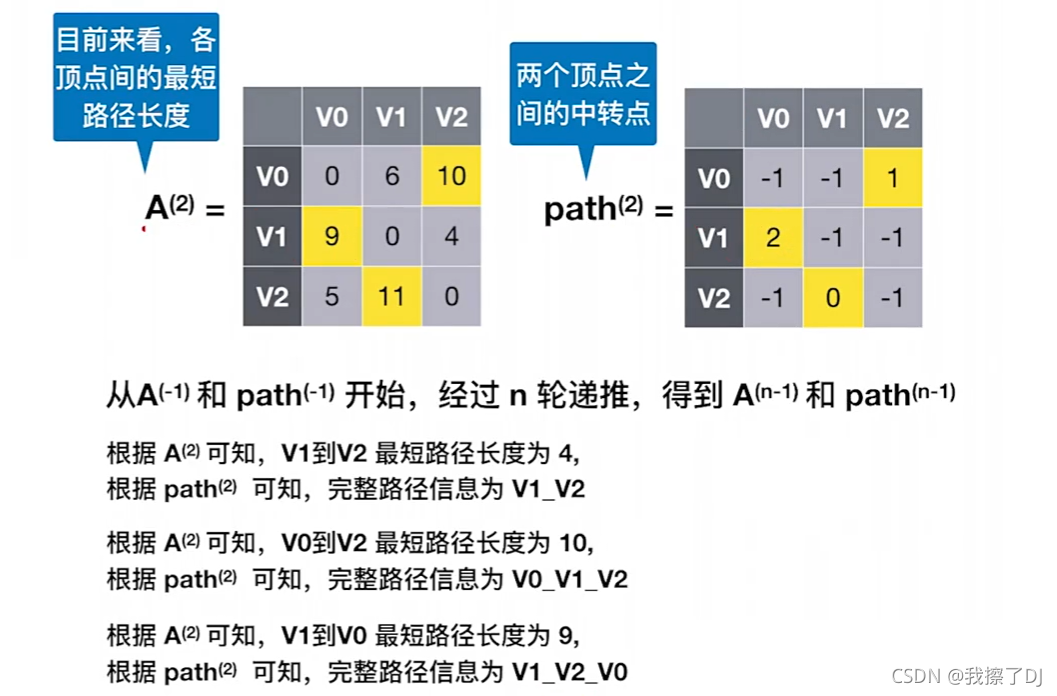 目前来看，各
顶点间的最短
路径长度
两个顶点之
间的中转点
A(2) =
V0 V1 V2
V0 0 6 10
V1 9 0 4
V2 5 11 0
path(2) =
V0 V1 V2
V0 -1 -1 1
V1 2 -1 -1
V2 -1 0 -1
从A(-1) 和 path(-1) 开始，经过 n 轮递推，得到 A(n-1) 和 path(n-1)
根据 A(2) 可知，V1到V2 最短路径长度为 4,
根据 path(2) 可知，完整路径信息为 V1_V2
根据 A(2) 可知，V0到V2 最短路径长度为 10,
根据 path(2) 可知，完整路径信息为 V0_V1_V2
根据 A(2) 可知，V1到V0 最短路径长度为 9,
根据 path(2) 可知，完整路径信息为 V1_V2_V0
CSDN @我擦了DJ